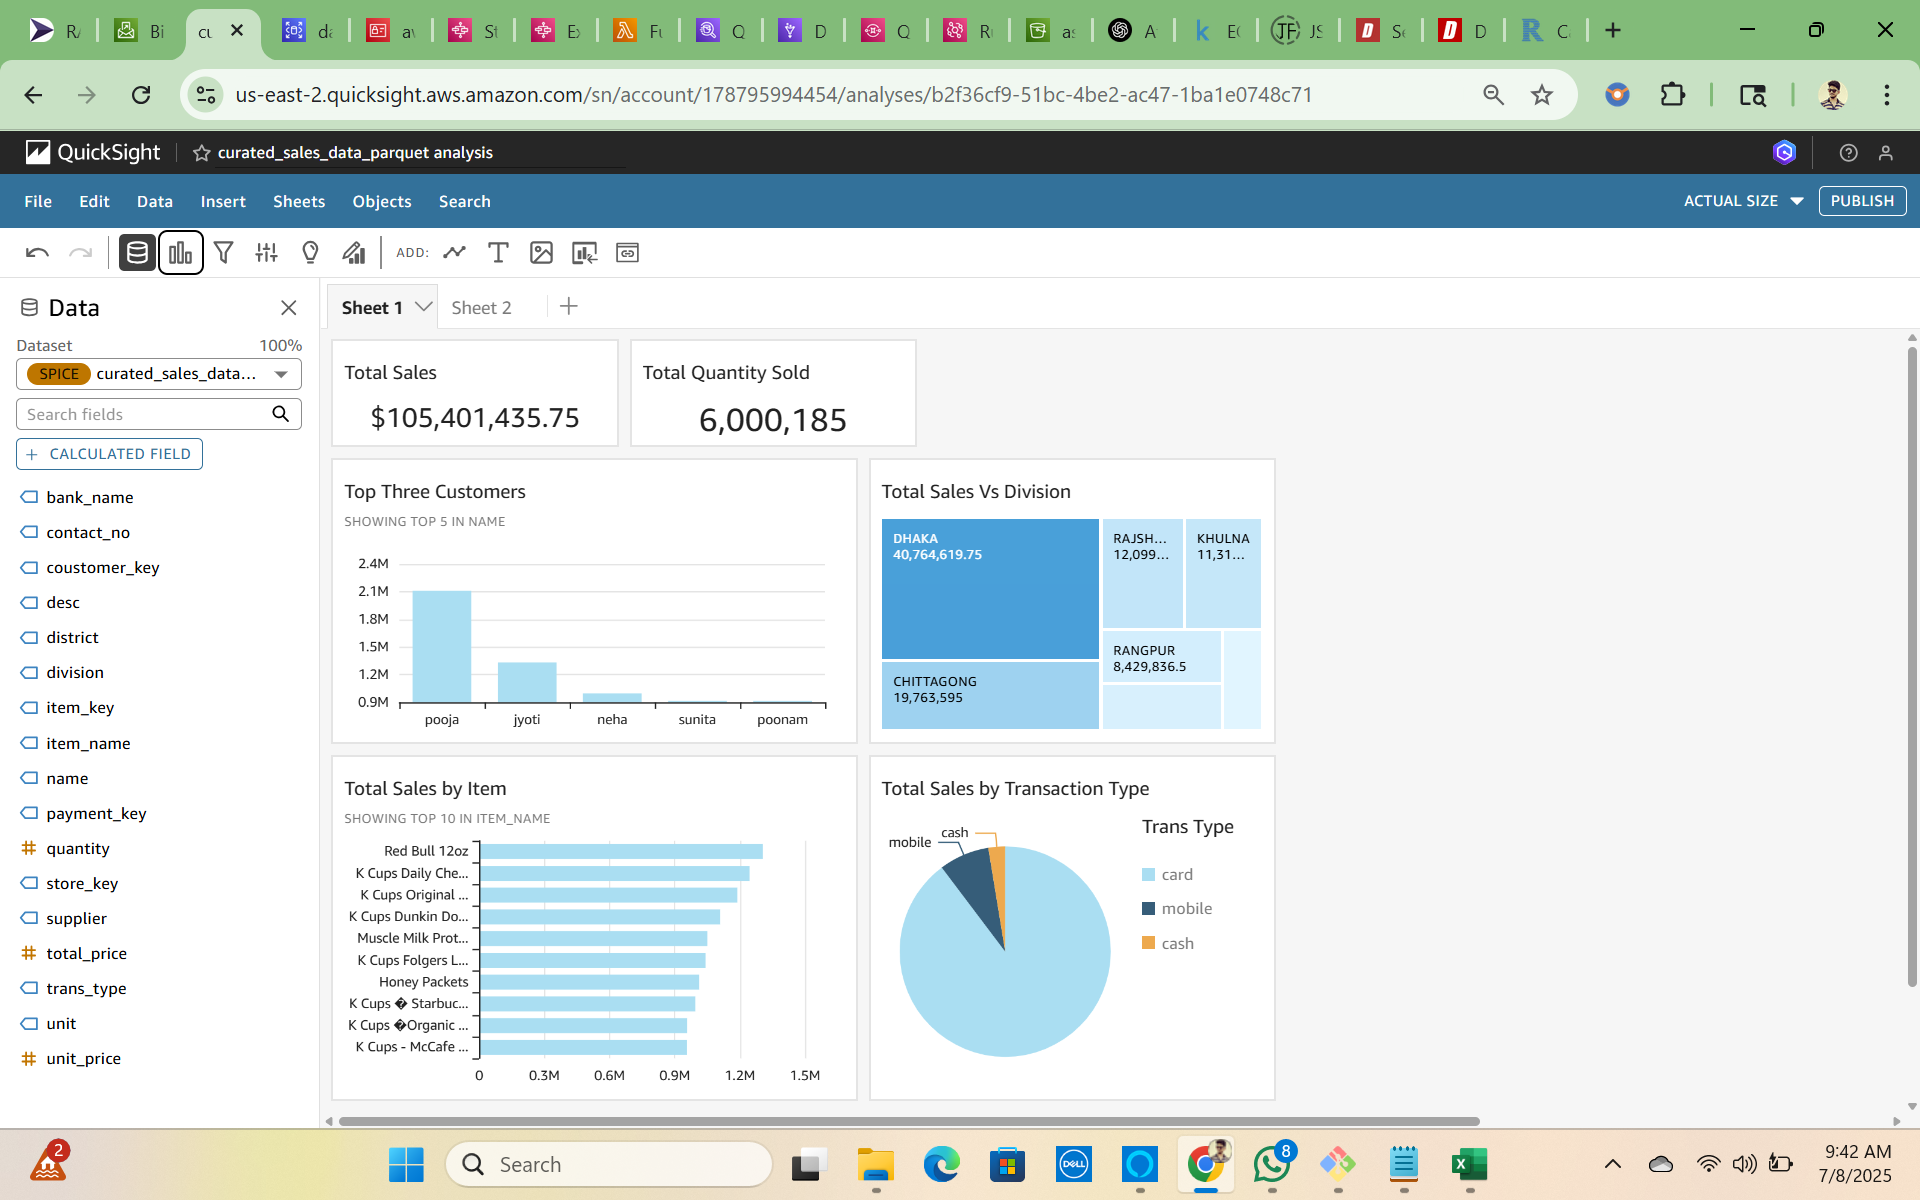 us-east-2.quicksight.aws.amazon.com/sn/account/178795994454/analyses/b2f36cf9-51bc-4be2-ac47-1ba1e0748c71
QuickSight
curated_sales_data_parquet analysis
File Edit Data Insert Sheets Objects Search
ACTUAL SIZE
PUBLISH
ADD:
Data
Dataset 100%
SPICE curated_sales_data...
Search fields
+ CALCULATED FIELD
bank_name
contact_no
coustomer_key
desc
district
division
item_key
item_name
name
payment_key
quantity
store_key
supplier
total_price
trans_type
unit
unit_price
Sheet 1
Sheet 2
Total Sales
$105,401,435.75
Total Quantity Sold
6,000,185
Top Three Customers
SHOWING TOP 5 IN NAME
2.4M
2.1M
1.8M
1.5M
1.2M
0.9M
pooja jyoti neha sunita poonam
Total Sales Vs Division
DHAKA
40,764,619.75
RAJSH...
12,099...
KHULNA
11,31...
RANGPUR
8,429,836.5
CHITTAGONG
19,763,595
Total Sales by Item
SHOWING TOP 10 IN ITEM_NAME
Red Bull 12oz
K Cups Daily Che...
K Cups Original ...
K Cups Dunkin Do...
Muscle Milk Prot...
K Cups Folgers L...
Honey Packets
K Cups � Starbuc...
K Cups �Organic ...
K Cups - McCafe ...
0 0.3M 0.6M 0.9M 1.2M 1.5M
Total Sales by Transaction Type
cash
mobile
Trans Type
card
mobile
cash
2
Search
DELL
8
9:42 AM
7/8/2025